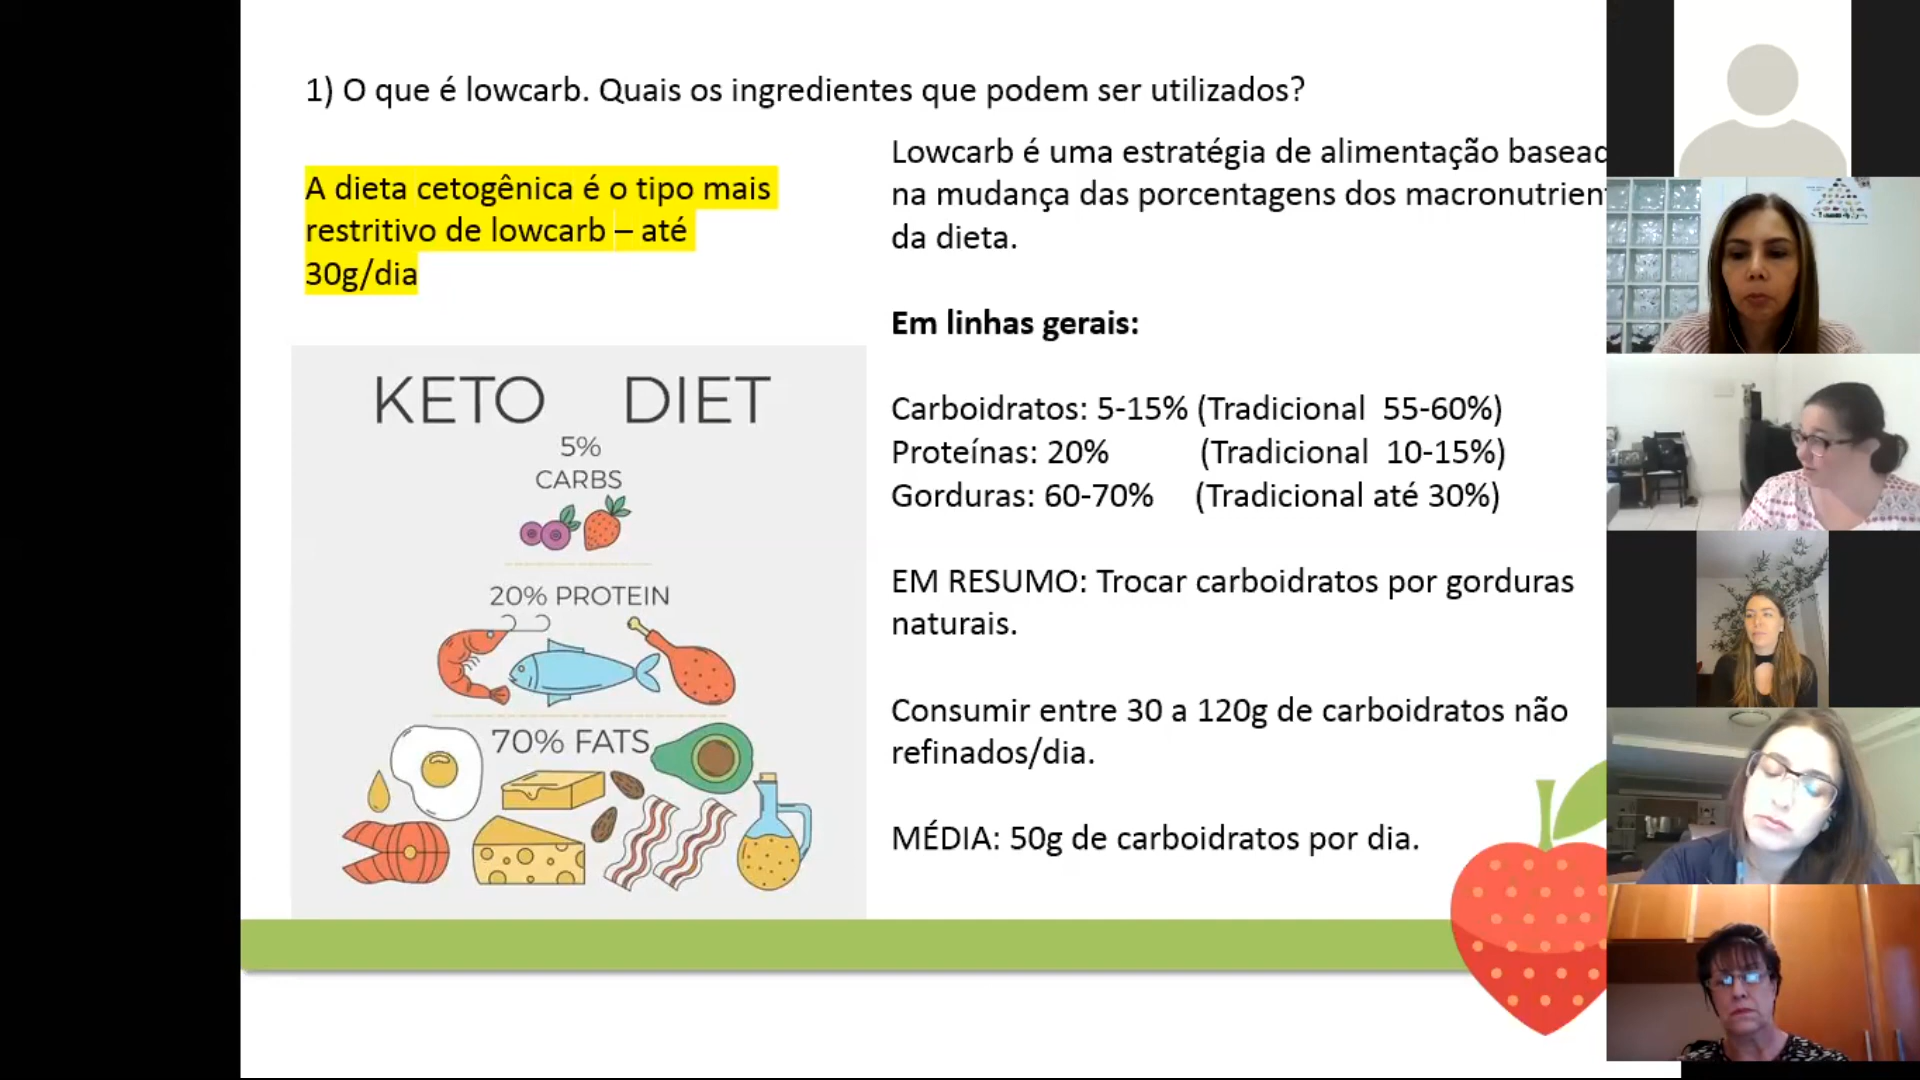 1) O que é lowcarb. Quais os ingredientes que podem ser utilizados?
A dieta cetogênica é o tipo mais
restritivo de lowcarb – até
30g/dia
KETO DIET
5%
CARBS
20% PROTEIN
70% FATS
Lowcarb é uma estratégia de alimentação basead
na mudança das porcentagens dos macronutrien
da dieta.
Em linhas gerais:
Carboidratos: 5-15% (Tradicional 55-60%)
Proteínas: 20% (Tradicional 10-15%)
Gorduras: 60-70% (Tradicional até 30%)
EM RESUMO: Trocar carboidratos por gorduras
naturais.
Consumir entre 30 a 120g de carboidratos não
refinados/dia.
MÉDIA: 50g de carboidratos por dia.